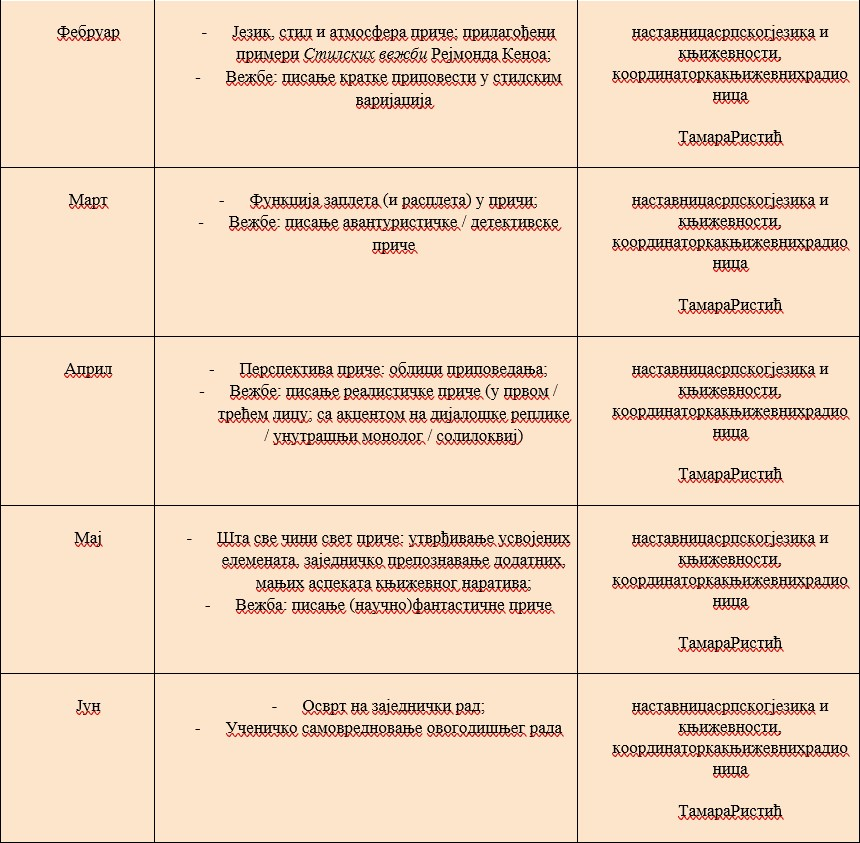 Фебруар
- Језик, стил и атмосфера приче: прилагођени
примери Стилских вежби Рејмонда Кеноа;
- Вежбе: писање кратке приповести у стилским
варијација
наставницасрпскогјезика и
књижевности,
координаторкакњижевнихрадио
ница
ТамараРистић
Март
- Функција заплета (и расплета) у причи;
- Вежбе: писање авантуристичке / детективске
приче
наставницасрпскогјезика и
књижевности,
координаторкакњижевнихрадио
ница
ТамараРистић
Април
- Перспектива приче: облици приповедања;
- Вежбе: писање реалистичке приче (у првом /
трећем лицу; са акцентом на дијалошке реплике
/ унутрашњи монолог / солилоквиј)
наставницасрпскогјезика и
књижевности,
координаторкакњижевнихрадио
ница
ТамараРистић
Мај
- Шта све чини свет приче: утврђивање усвојених
елемената, заједничко препознавање додатних,
мањих аспеката књижевног наратива;
- Вежба: писање (научно)фантастичне приче
наставницасрпскогјезика и
књижевности,
координаторкакњижевнихрадио
ница
ТамараРистић
Јун
- Осврт на заједнички рад;
- Ученичко самовредновање овогодишњег рада
наставницасрпскогјезика и
књижевности,
координаторкакњижевнихрадио
ница
ТамараРистић